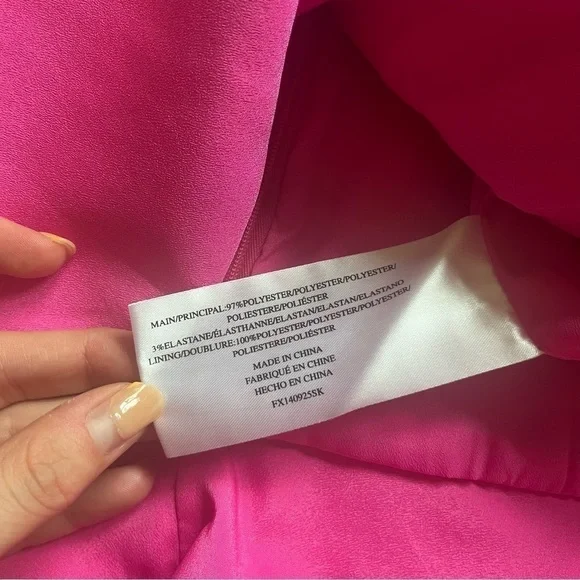 MAIN/PRINCIPAL:97%POLYESTER/POLYESTER/POLYESTER/
POLIESTERE/POLIÉSTER
3%ELASTANE/ÉLASTHANNE/ELASTAN/ELASTAN/ELASTANO
LINING/DOUBLURE:100%POLYESTER/POLYESTER/POLYESTER/
POLIESTERE/POLIÉSTER
MADE IN CHINA
FABRIQUÉ EN CHINE
HECHO EN CHINA
FX140925SK